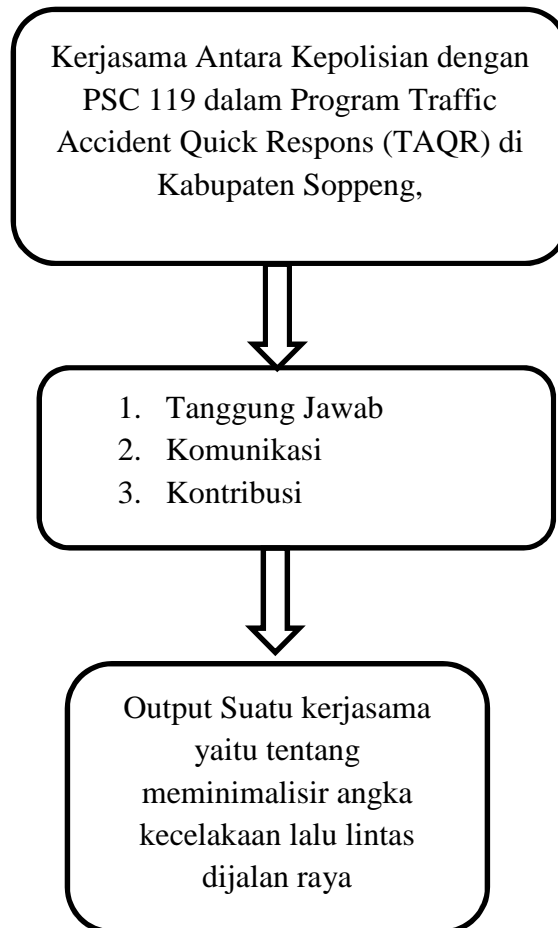 Kerjasama Antara Kepolisian dengan
PSC 119 dalam Program Traffic
Accident Quick Respons (TAQR) di
Kabupaten Soppeng,
1. Tanggung Jawab
2. Komunikasi
3. Kontribusi
Output Suatu kerjasama
yaitu tentang
meminimalisir angka
kecelakaan lalu lintas
dijalan raya